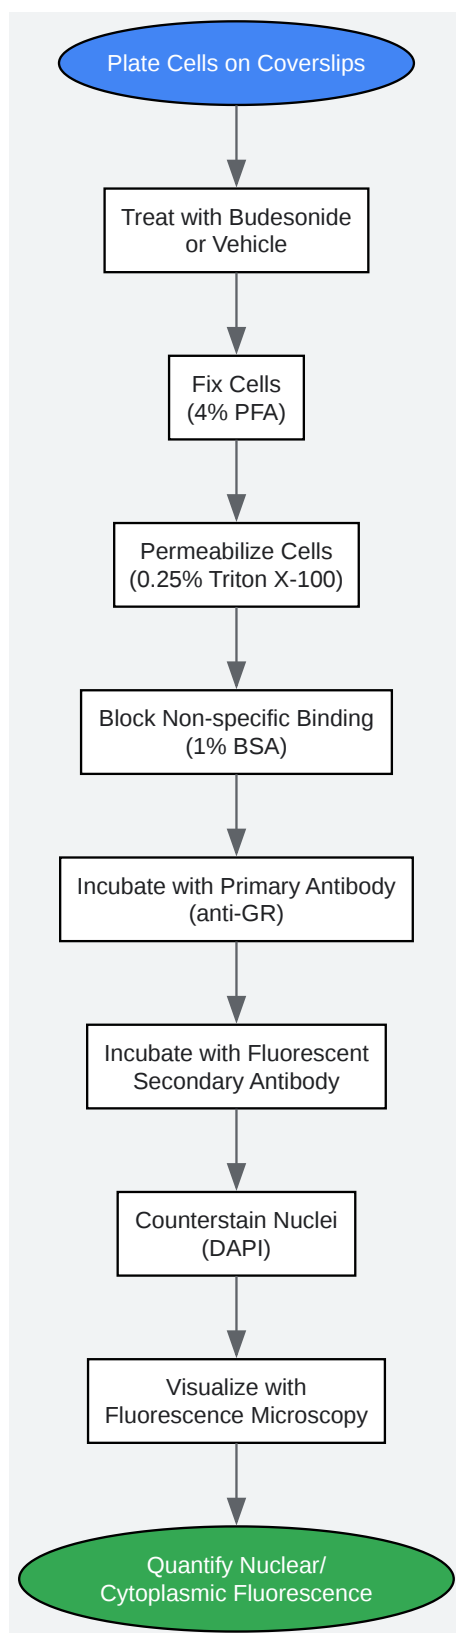 Plate Cells on Coverslips
Treat with Budesonide
or Vehicle
Fix Cells
(4% PFA)
Permeabilize Cells
(0.25% Triton X-100)
Block Non-specific Binding
(1% BSA)
Incubate with Primary Antibody
(anti-GR)
Incubate with Fluorescent
Secondary Antibody
Counterstain Nuclei
(DAPI)
Visualize with
Fluorescence Microscopy
Quantify Nuclear/
Cytoplasmic Fluorescence